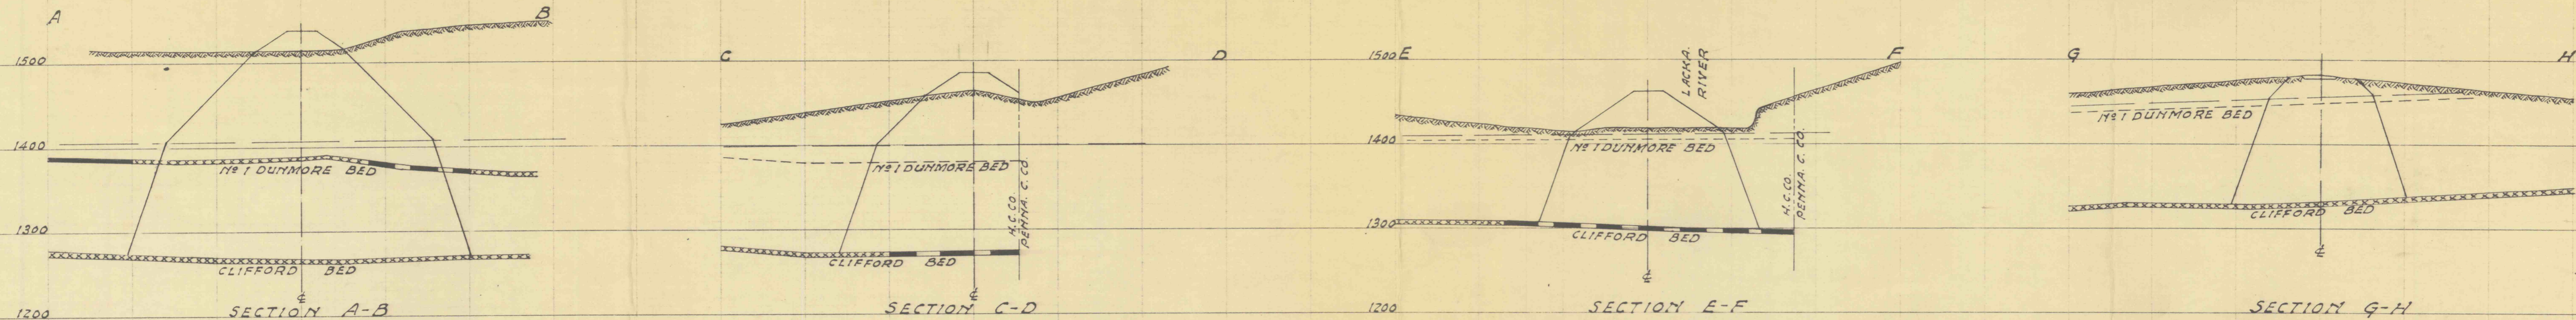 A B
1500
1400
Nº 1 DUNMORE BED
1300
CLIFFORD BED
℄
SECTION A-B
1200
C D
Nº 1 DUNMORE BED
H.C.CO.
PENNA. C. CO.
CLIFFORD BED
℄
SECTION C-D
1500 E F
LACKA.
RIVER
1400
Nº 1 DUNMORE BED
H.C.CO.
PENNA. C. CO.
1300
CLIFFORD BED
℄
SECTION E-F
1200
G H
Nº 1 DUNMORE BED
CLIFFORD BED
℄
SECTION G-H